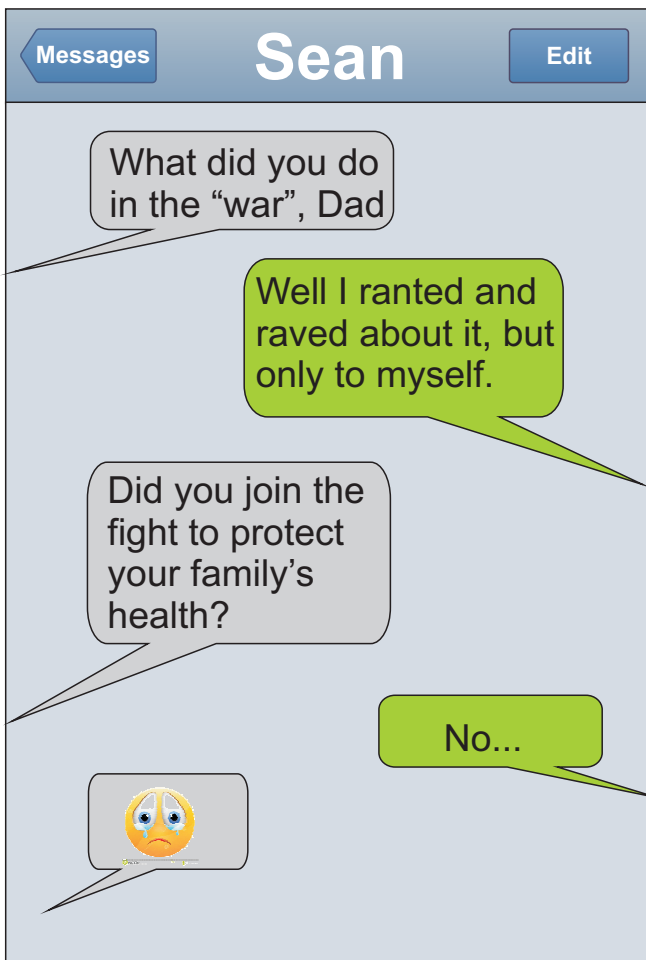 Messages
Sean
Edit
What did you do
in the “war”, Dad
Well I ranted and
raved about it, but
only to myself.
Did you join the
fight to protect
your family’s
health?
No...